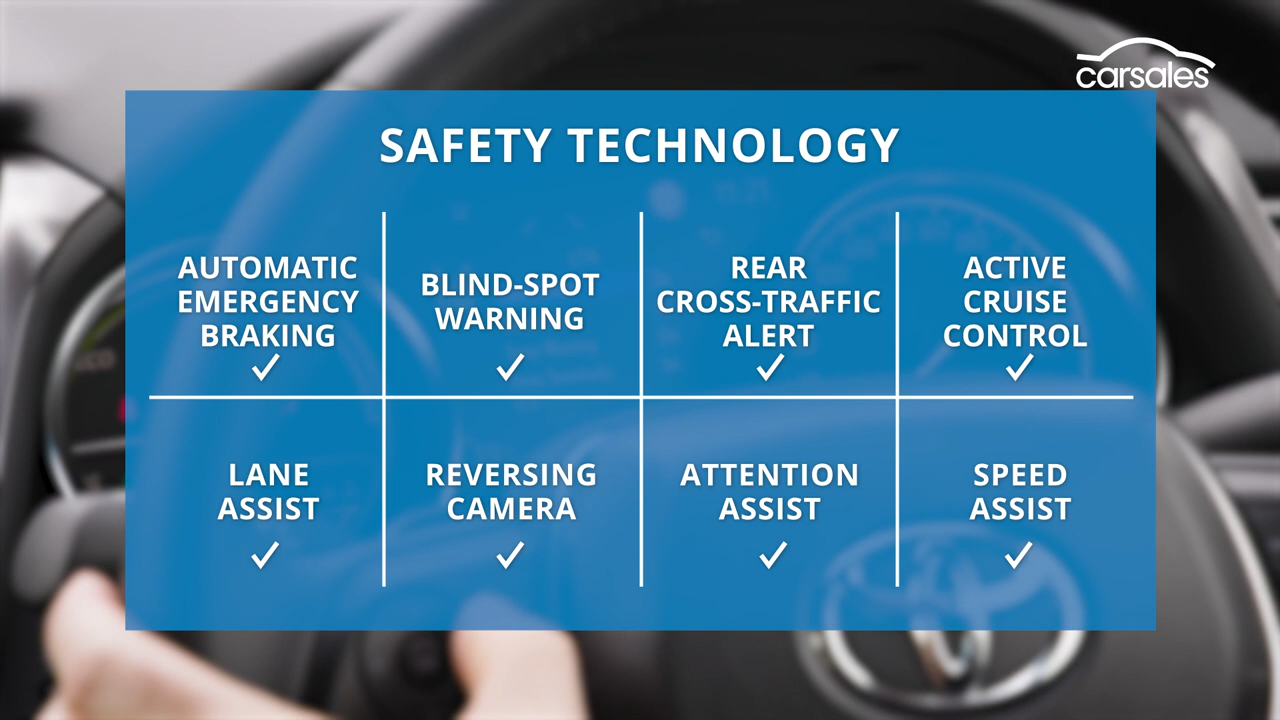 carsales
SAFETY TECHNOLOGY
AUTOMATIC
EMERGENCY
BRAKING
BLIND-SPOT
WARNING
REAR
CROSS-TRAFFIC
ALERT
ACTIVE
CRUISE
CONTROL
LANE
ASSIST
REVERSING
CAMERA
ATTENTION
ASSIST
SPEED
ASSIST